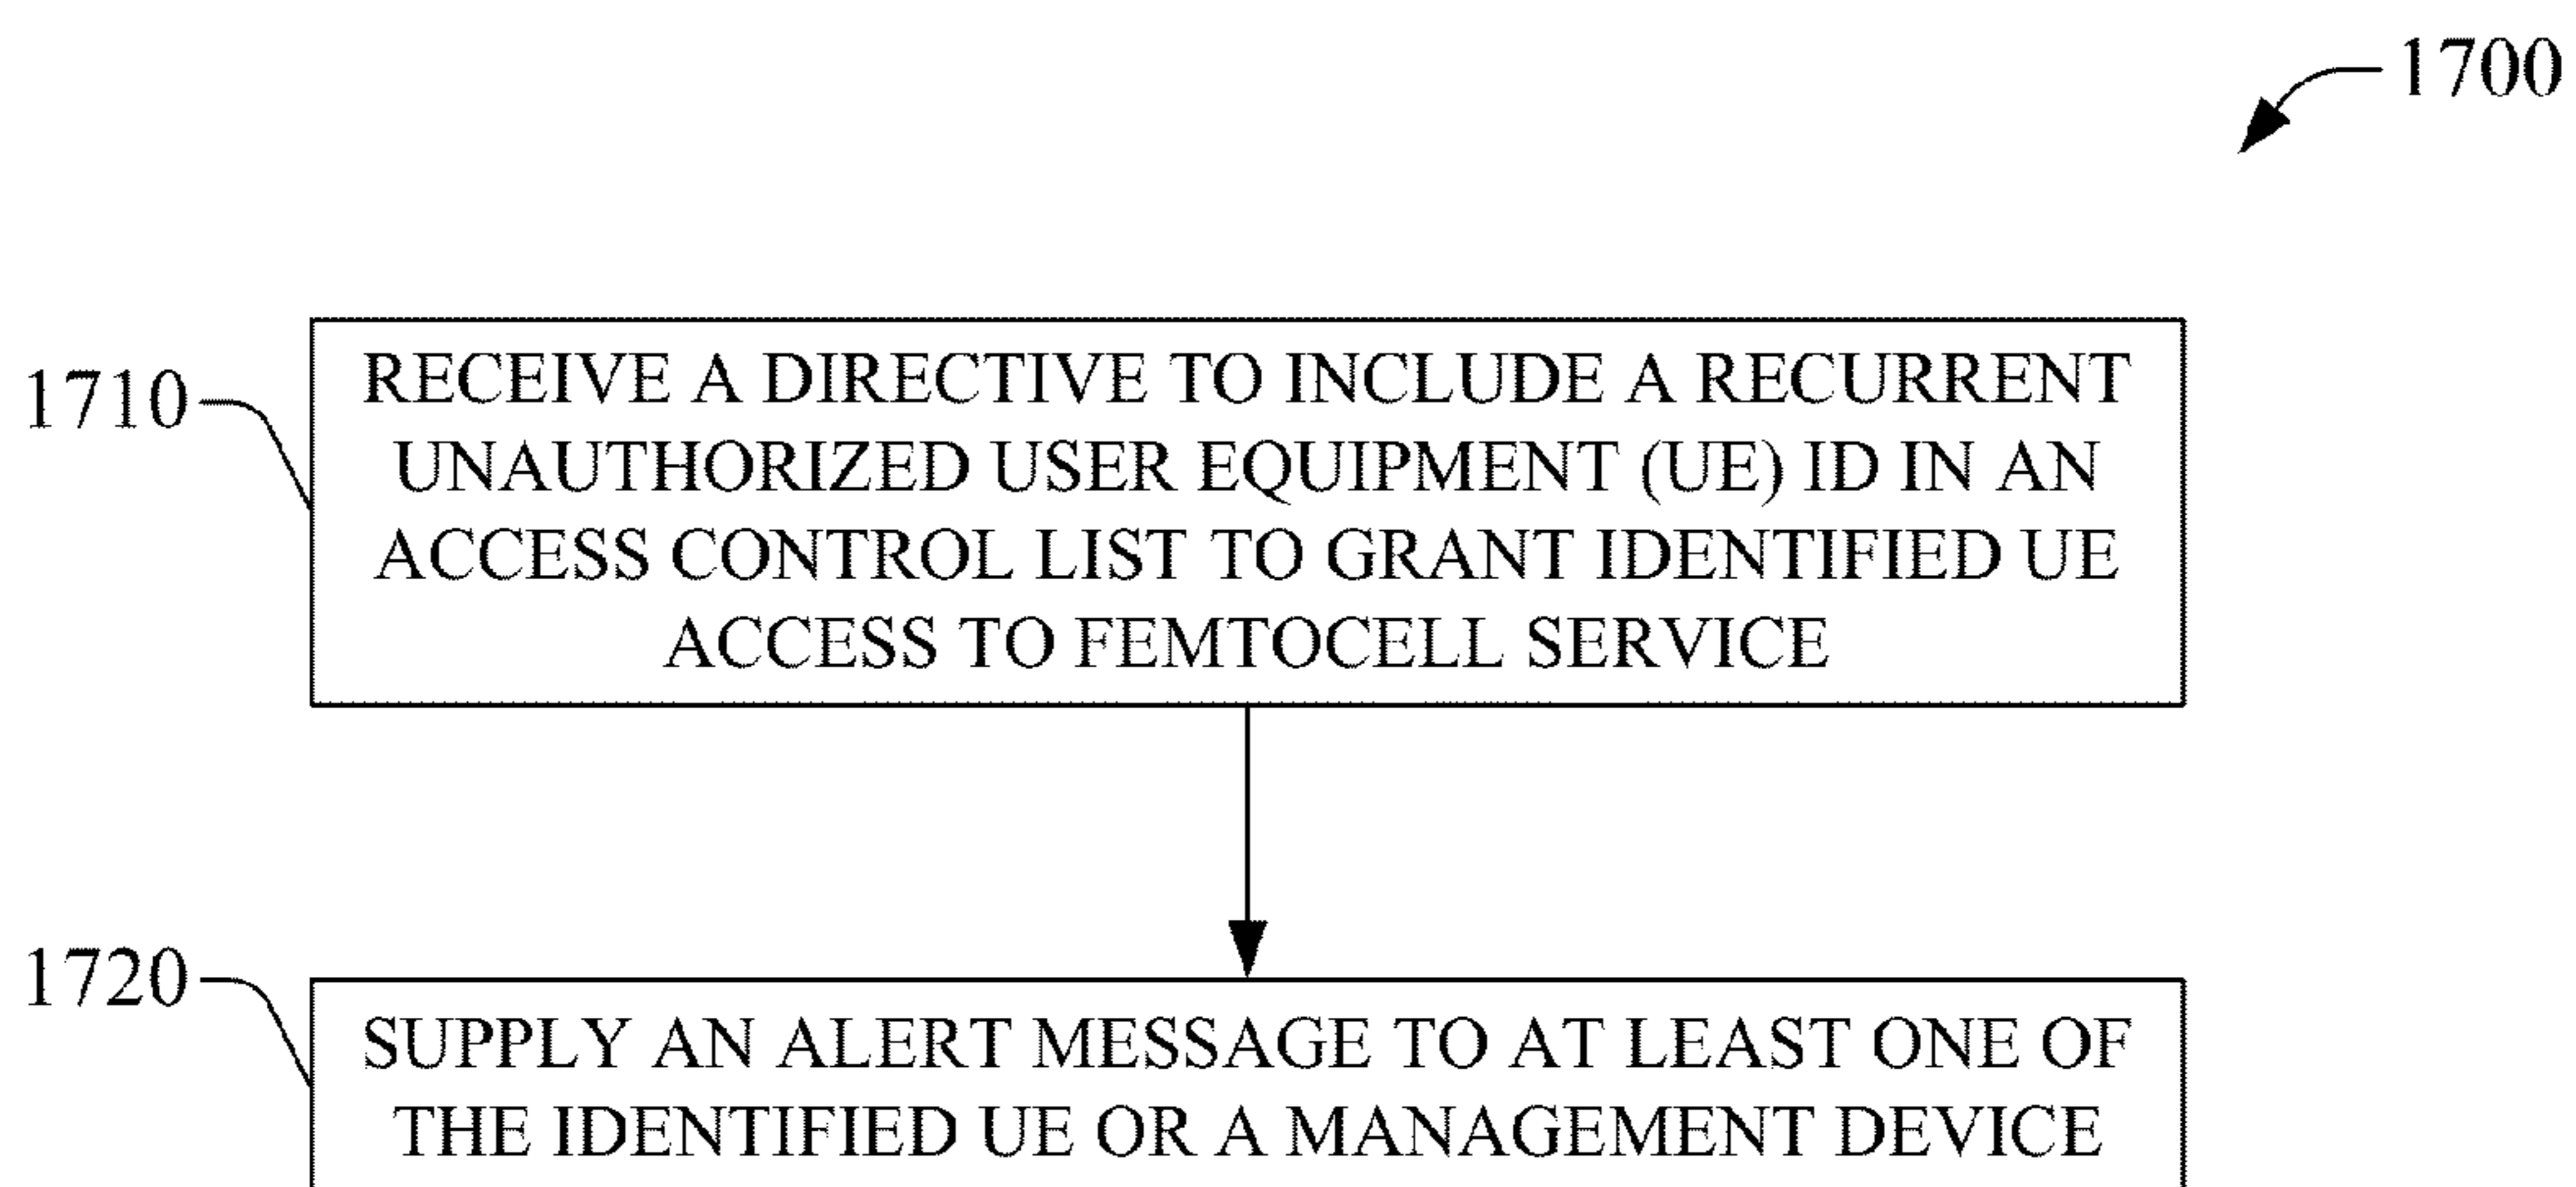 1700
1710
RECEIVE A DIRECTIVE TO INCLUDE A RECURRENT
UNAUTHORIZED USER EQUIPMENT (UE) ID IN AN
ACCESS CONTROL LIST TO GRANT IDENTIFIED UE
ACCESS TO FEMTOCELL SERVICE
1720
SUPPLY AN ALERT MESSAGE TO AT LEAST ONE OF
THE IDENTIFIED UE OR A MANAGEMENT DEVICE